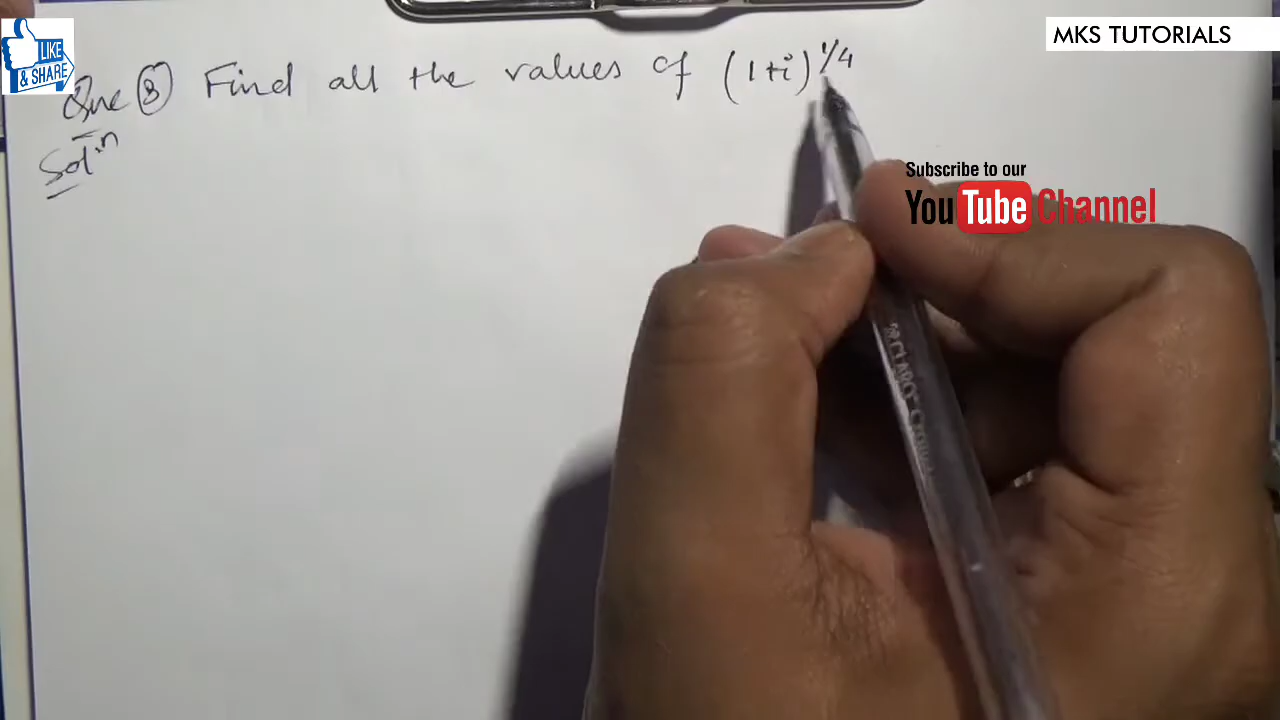 MKS TUTORIALS
LIKE
& SHARE
Que (3) Find all the values of (1+i)^1/4
Sol:n
Subscribe to our
YouTube Channel